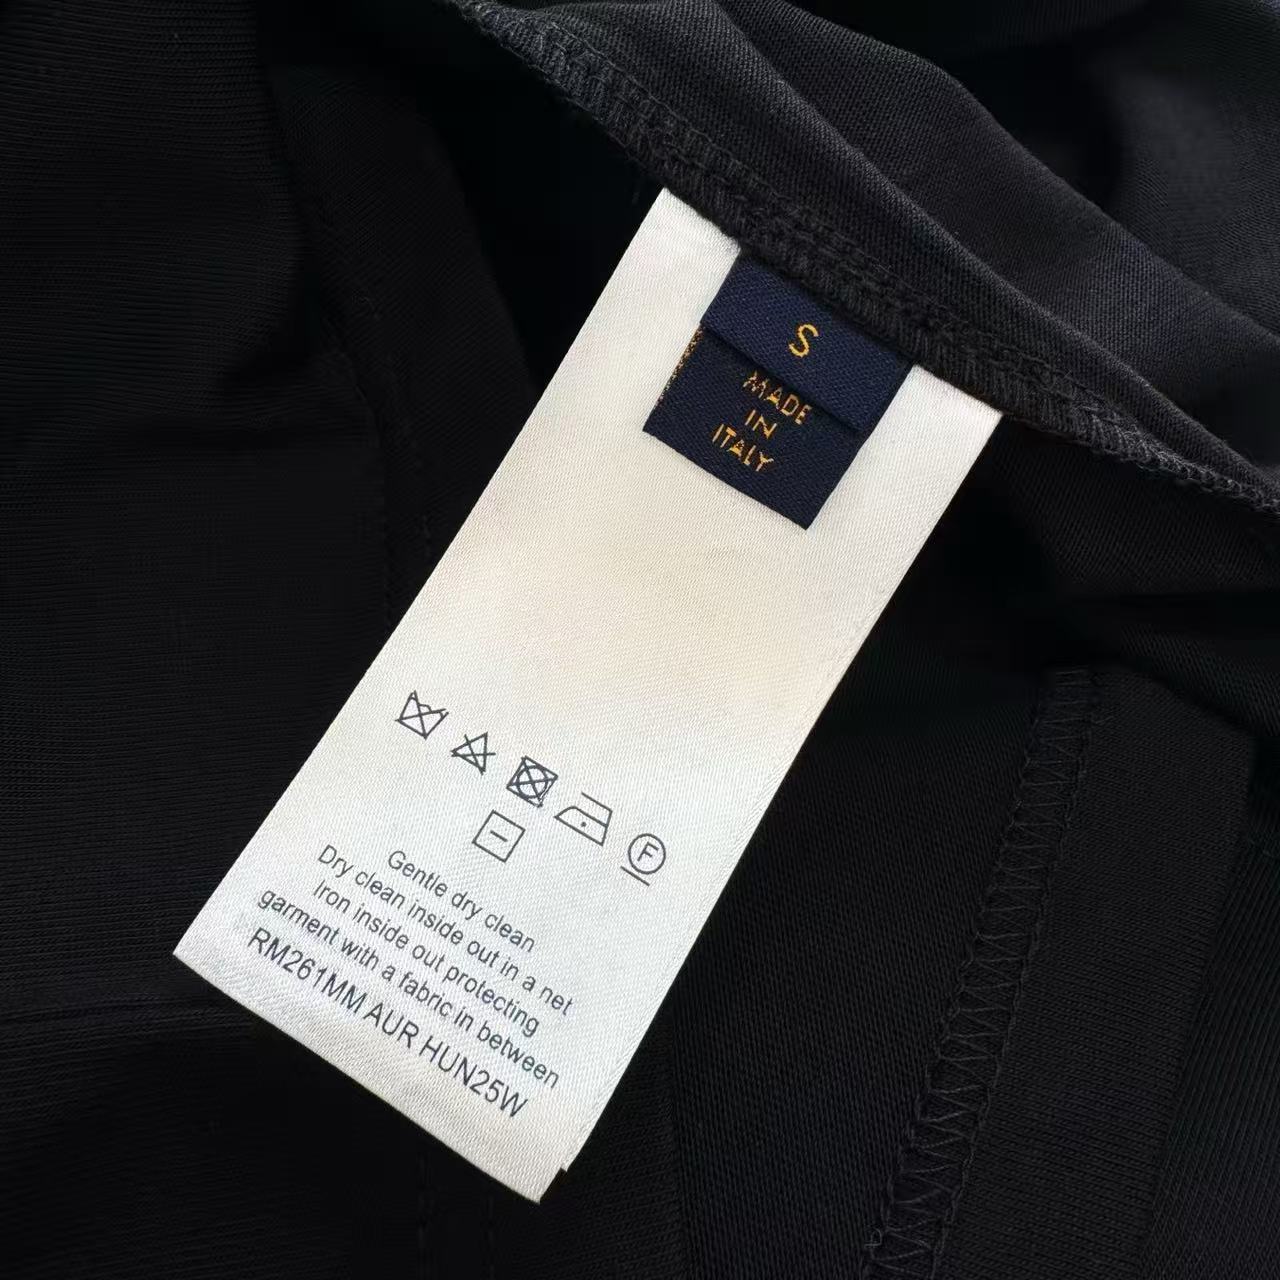 S
MADE
IN
ITALY
F
Gentle dry clean
Dry clean inside out in a net
Iron inside out protecting
garment with a fabric in between
RM261MM AUR HUN25W